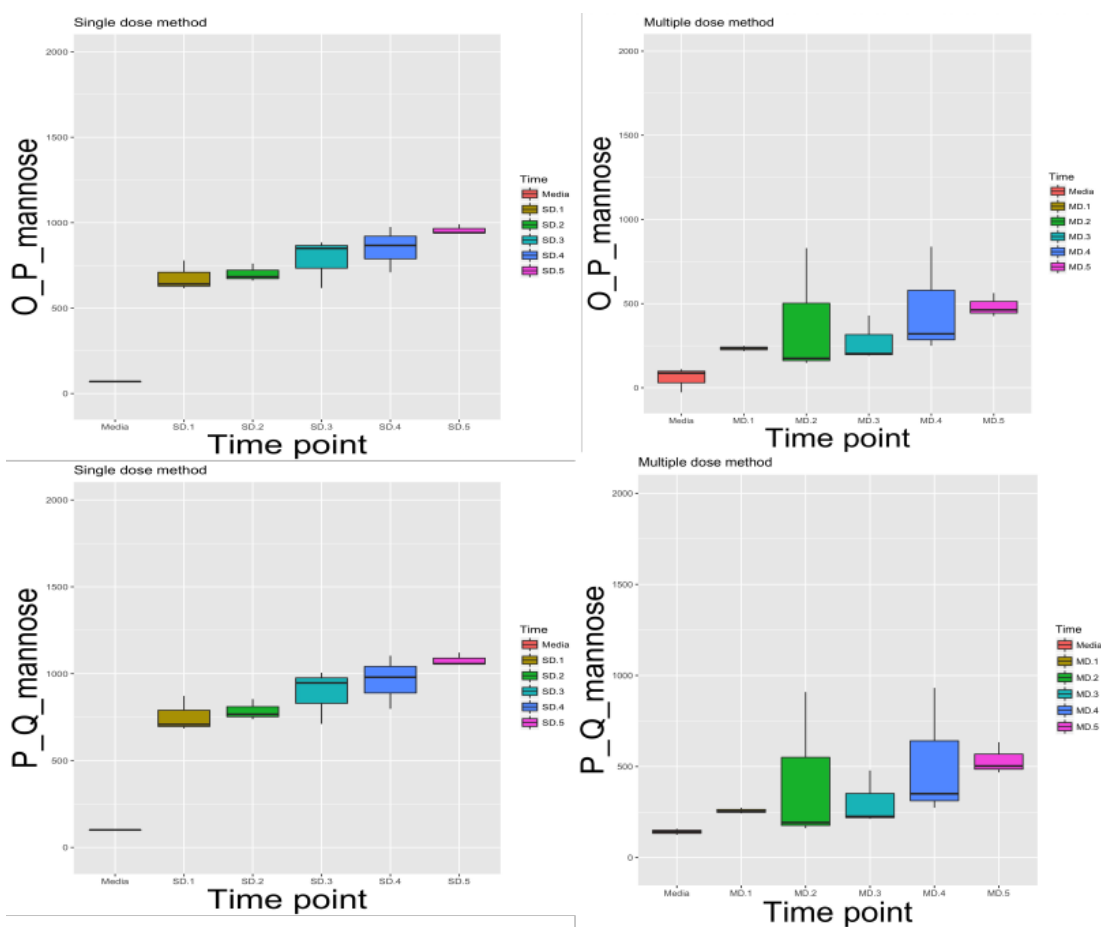 Single dose method
2000
1500
1000
500
0
O_P_mannose
Media
SD.1
SD.2
SD.3
SD.4
SD.5
Time point
Time
Media
SD.1
SD.2
SD.3
SD.4
SD.5
Multiple dose method
2000
1500
1000
500
0
O_P_mannose
Media
MD.1
MD.2
MD.3
MD.4
MD.5
Time point
Time
Media
MD.1
MD.2
MD.3
MD.4
MD.5
Single dose method
2000
1500
1000
500
0
P_Q_mannose
Media
SD.1
SD.2
SD.3
SD.4
SD.5
Time point
Time
Media
SD.1
SD.2
SD.3
SD.4
SD.5
Multiple dose method
2000
1500
1000
500
0
P_Q_mannose
Media
MD.1
MD.2
MD.3
MD.4
MD.5
Time point
Time
Media
MD.1
MD.2
MD.3
MD.4
MD.5